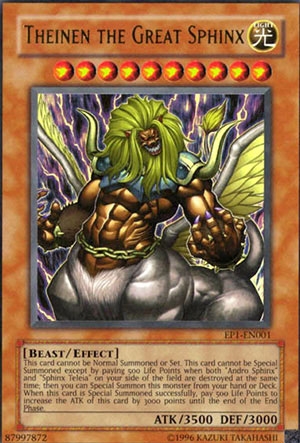 THEINEN THE GREAT SPHINX
LIGHT
光
EP1-EN001
[BEAST/EFFECT]
This card cannot be Normal Summoned or Set. This card cannot be Special
Summoned except by paying 500 Life Points when both "Andro Sphinx"
and "Sphinx Teleia" on your side of the field are destroyed at the same
time; then you can Special Summon this monster from your hand or Deck.
When this card is Special Summoned successfully, pay 500 Life Points to
increase the ATK of this card by 3000 points until the end of the End
Phase.
ATK/3500 DEF/3000
87997872
©1996 KAZUKI TAKAHASHI